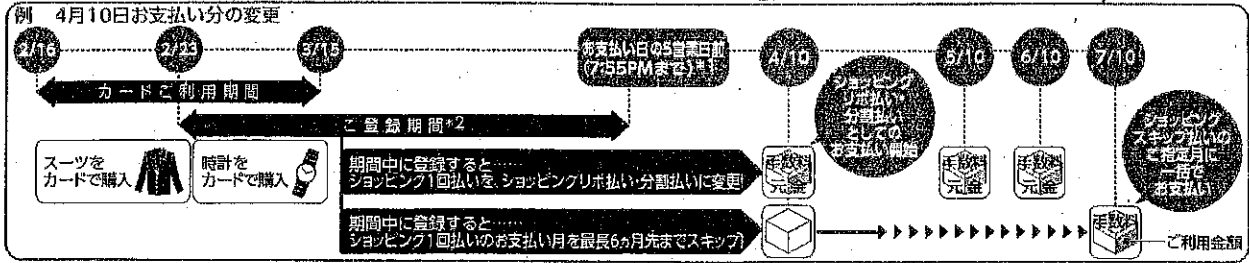 例 4月10日お支払い分の変更
2/16
2/23
3/15
お支払い日の5営業日前
(7:55PMまで)*1
4/10
5/10
6/10
7/10
カードご利用期間
ご登録期間*2
ショッピング
リボ払い・
分割払い
としての
お支払い開始
ショッピング
スキップ払いの
ご指定月に
一括で
お支払い
スーツを
カードで購入
時計を
カードで購入
期間中に登録すると……
ショッピング1回払いを、ショッピングリボ払い・分割払いに変更
手数料
元金
手数料
元金
手数料
元金
期間中に登録すると……
ショッピング1回払いのお支払い月を最長6ヵ月先までスキップ
手数料
ご利用金額